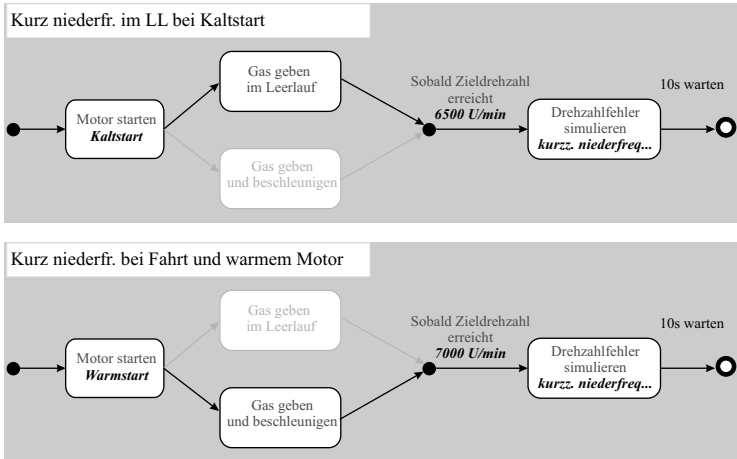 Kurz niederfr. im LL bei Kaltstart
Gas geben
im Leerlauf
Sobald Zieldrehzahl
erreicht
6500 U/min
10s warten
Motor starten
Kaltstart
Drehzahlfehler
simulieren
kurzz. niederfreq...
Gas geben
und beschleunigen
Kurz niederfr. bei Fahrt und warmem Motor
Gas geben
im Leerlauf
Sobald Zieldrehzahl
erreicht
7000 U/min
10s warten
Motor starten
Warmstart
Drehzahlfehler
simulieren
kurzz. niederfreq...
Gas geben
und beschleunigen